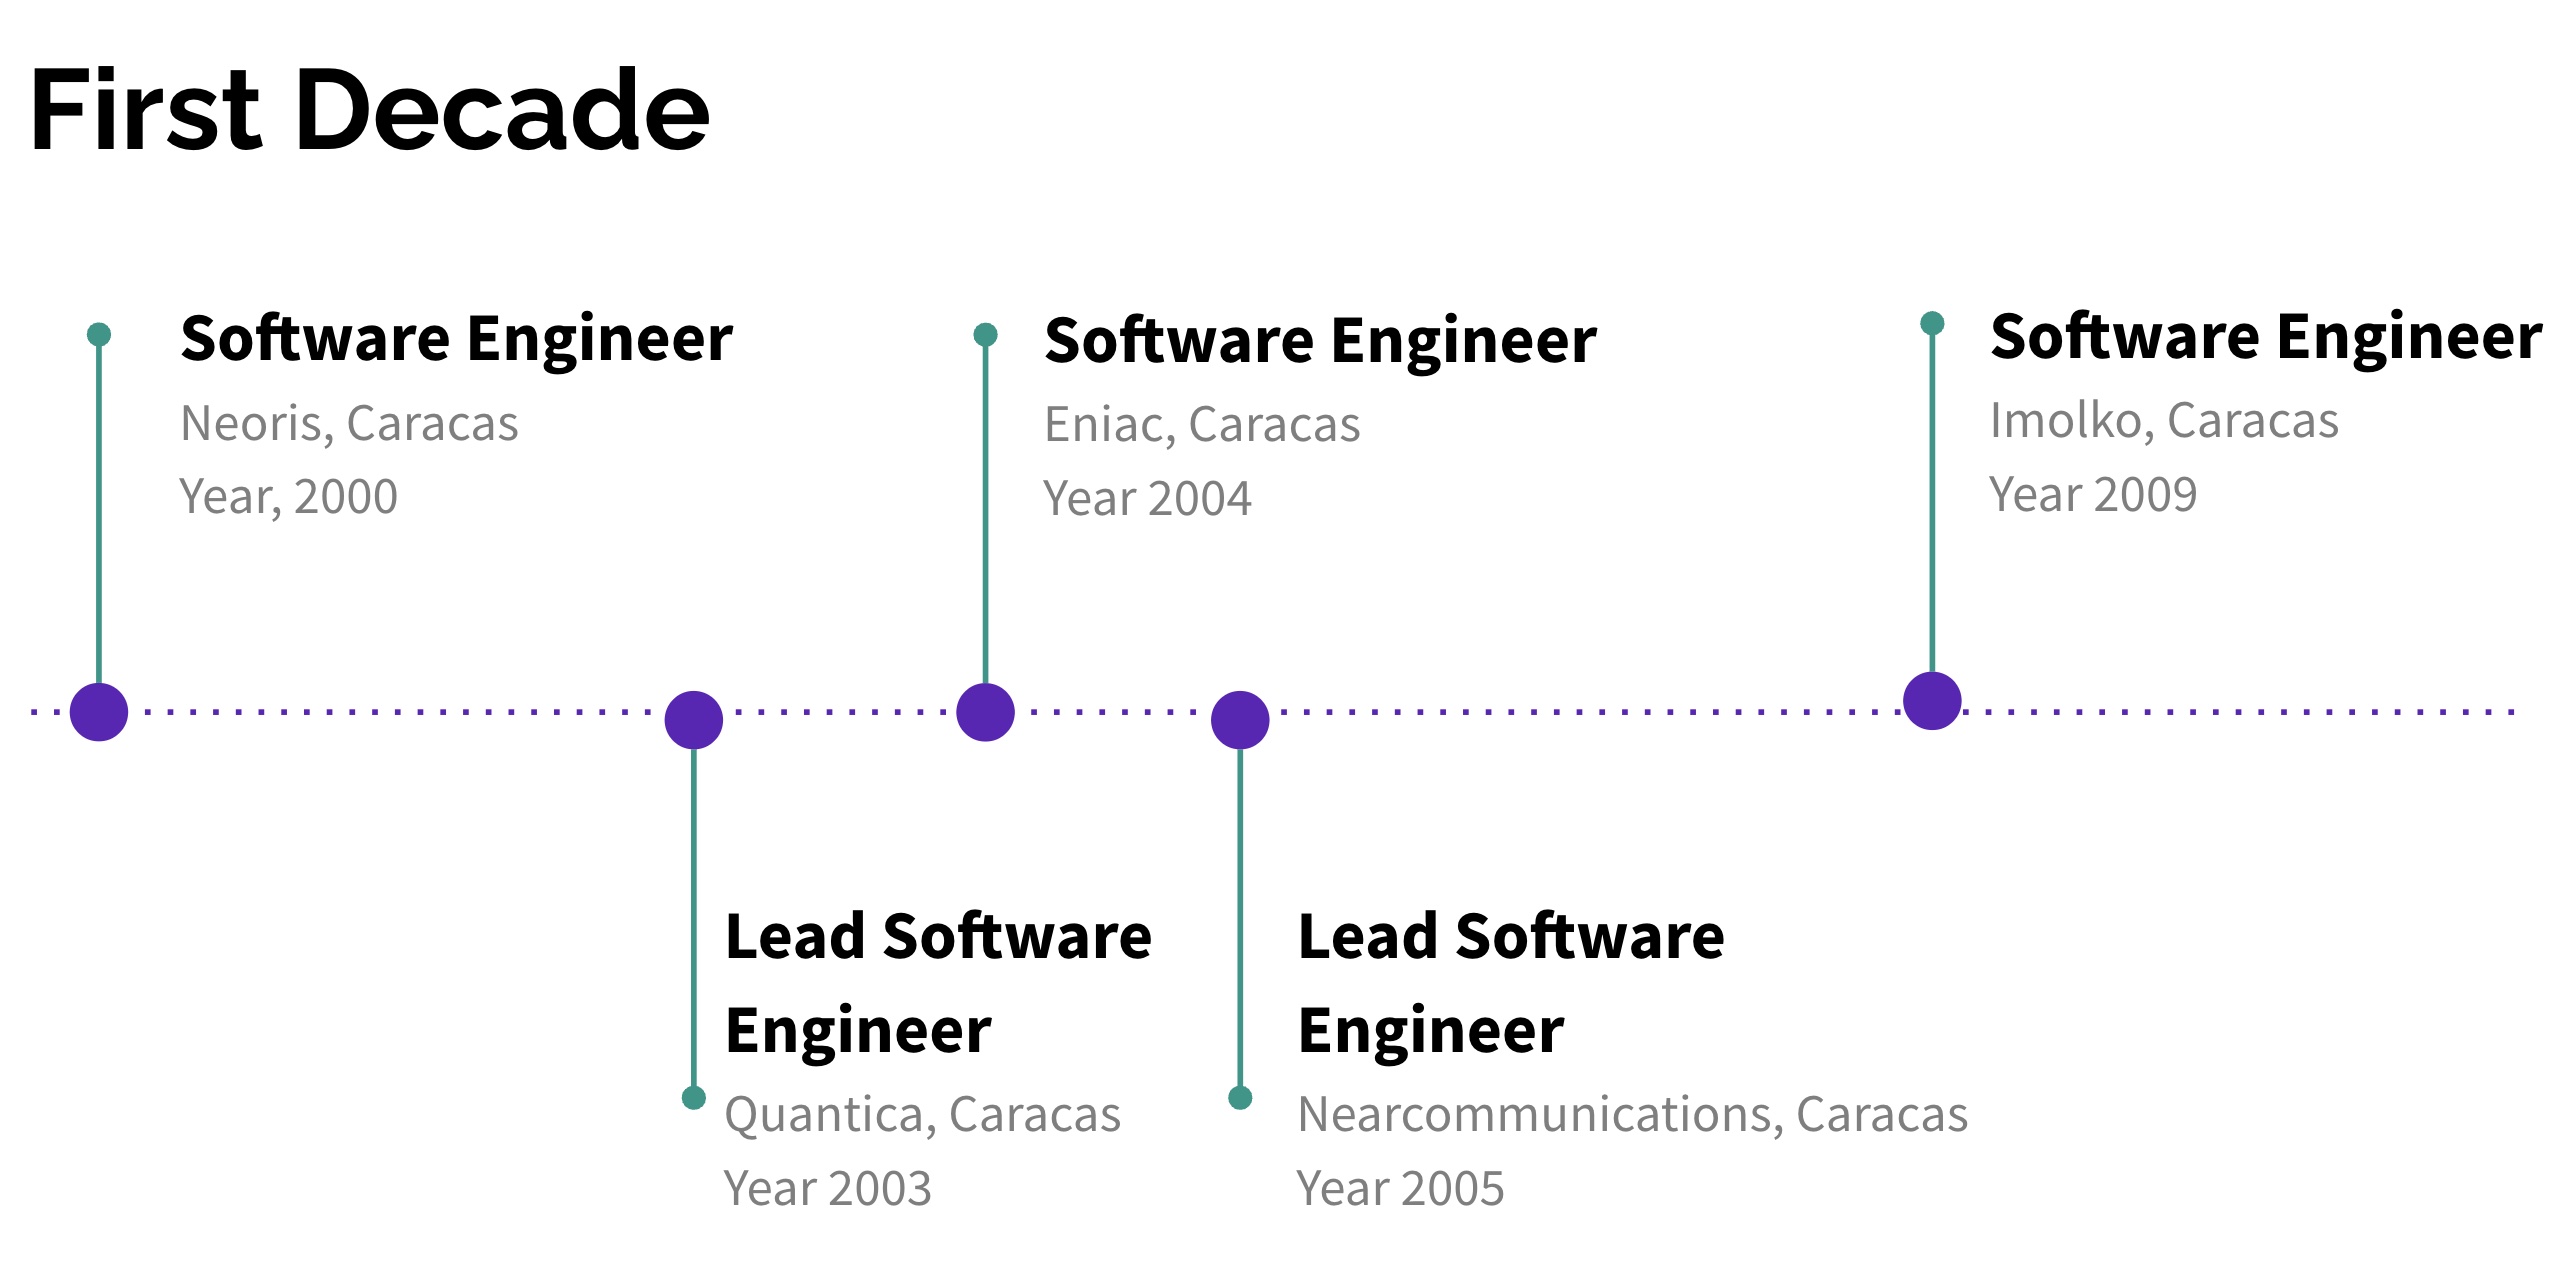 First Decade
Software Engineer
Neoris, Caracas
Year, 2000
Software Engineer
Eniac, Caracas
Year 2004
Software Engineer
Imolko, Caracas
Year 2009
Lead Software
Engineer
Quantica, Caracas
Year 2003
Lead Software
Engineer
Nearcommunications, Caracas
Year 2005